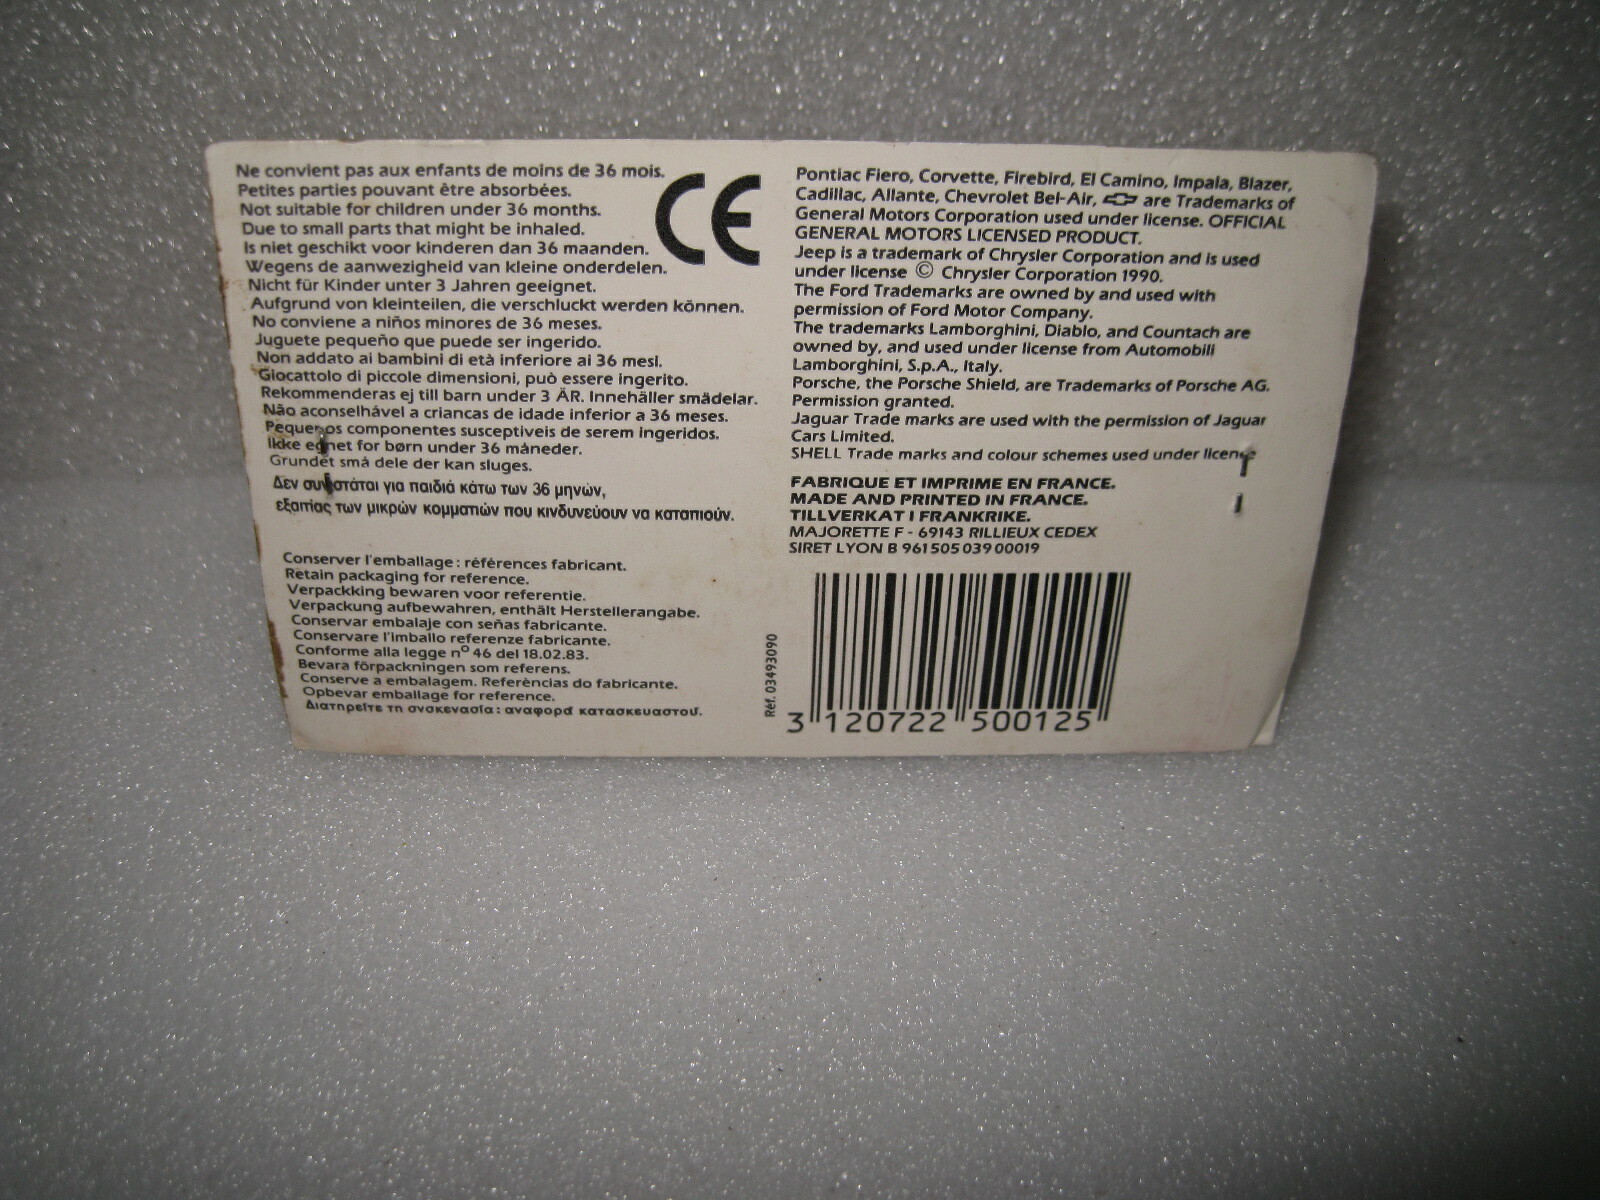 Ne convient pas aux enfants de moins de 36 mois.
Petites parties pouvant être absorbées.
Not suitable for children under 36 months.
Due to small parts that might be inhaled.
Is niet geschikt voor kinderen dan 36 maanden.
Wegens de aanwezigheid van kleine onderdelen.
Nicht für Kinder unter 3 Jahren geeignet.
Aufgrund von kleinteilen, die verschluckt werden können.
No conviene a niños minores de 36 meses.
Juguete pequeño que puede ser ingerido.
Non addato ai bambini di età inferiore ai 36 mesi.
Giocattolo di piccole dimensioni, può essere ingerito.
Rekommenderas ej till barn under 3 ÅR. Innehäller smädelar.
Não aconselhável a criancas de idade inferior a 36 meses.
Pequenos componentes susceptiveis de serem ingeridos.
Ikke egnet for børn under 36 måneder.
Grundet små dele der kan sluges.
Δεν συνιστάται για παιδιά κάτω των 36 μηνών,
εξαιτίας των μικρών κομματιών που κινδυνεύουν να καταπιούν.
CE
Conserver l'emballage : références fabricant.
Retain packaging for reference.
Verpackking bewaren voor referentie.
Verpackung aufbewahren, enthält Herstellerangabe.
Conservar embalaje con señas fabricante.
Conservare l'imballo referenze fabricante.
Conforme alla legge nº 46 del 18.02.83.
Bevara förpackningen som referens.
Conserve a embalagem. Referências do fabricante.
Opbevar emballage for reference.
Διατηρείτε τη συσκευασία : αναφορά κατασκευαστού.
Pontiac Fiero, Corvette, Firebird, El Camino, Impala, Blazer,
Cadillac, Allante, Chevrolet Bel-Air, are Trademarks of
General Motors Corporation used under license. OFFICIAL
GENERAL MOTORS LICENSED PRODUCT.
Jeep is a trademark of Chrysler Corporation and is used
under license © Chrysler Corporation 1990.
The Ford Trademarks are owned by and used with
permission of Ford Motor Company.
The trademarks Lamborghini, Diablo, and Countach are
owned by, and used under license from Automobili
Lamborghini, S.p.A., Italy.
Porsche, the Porsche Shield, are Trademarks of Porsche AG.
Permission granted.
Jaguar Trade marks are used with the permission of Jaguar
Cars Limited.
SHELL Trade marks and colour schemes used under licence
FABRIQUE ET IMPRIME EN FRANCE.
MADE AND PRINTED IN FRANCE.
TILLVERKAT I FRANKRIKE.
MAJORETTE F - 69143 RILLIEUX CEDEX
SIRET LYON B 961 505 039 00019
Réf. 03493090
3 120722 500125